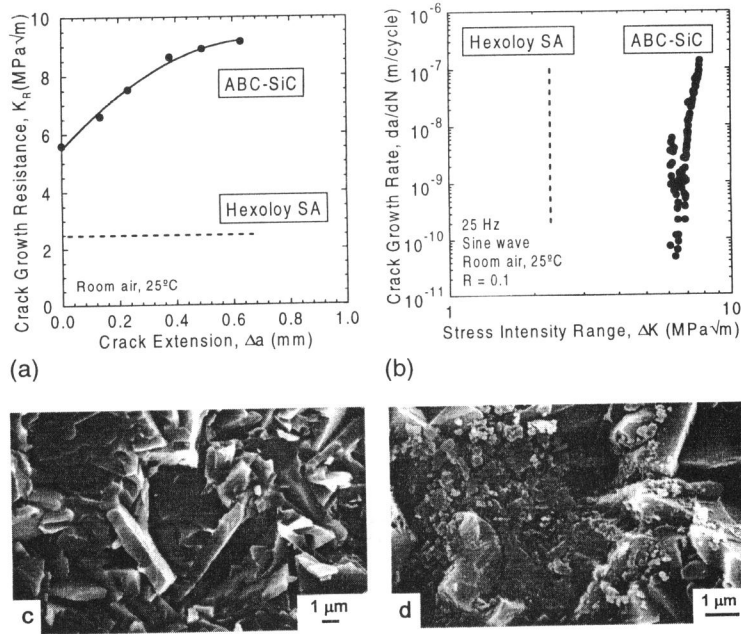 10
8
6
4
2
0
0.0 0.2 0.4 0.6 0.8 1.0
Crack Growth Resistance, K_R(MPa√m)
Crack Extension, Δa (mm)
ABC-SiC
Hexoloy SA
Room air, 25ºC
(a)
10⁻⁶
10⁻⁷
10⁻⁸
10⁻⁹
10⁻¹⁰
10⁻¹¹
1 10
Crack Growth Rate, da/dN (m/cycle)
Stress Intensity Range, ΔK (MPa√m)
Hexoloy SA
ABC-SiC
25 Hz
Sine wave
Room air, 25ºC
R = 0.1
(b)
c
1 μm
d
1 μm